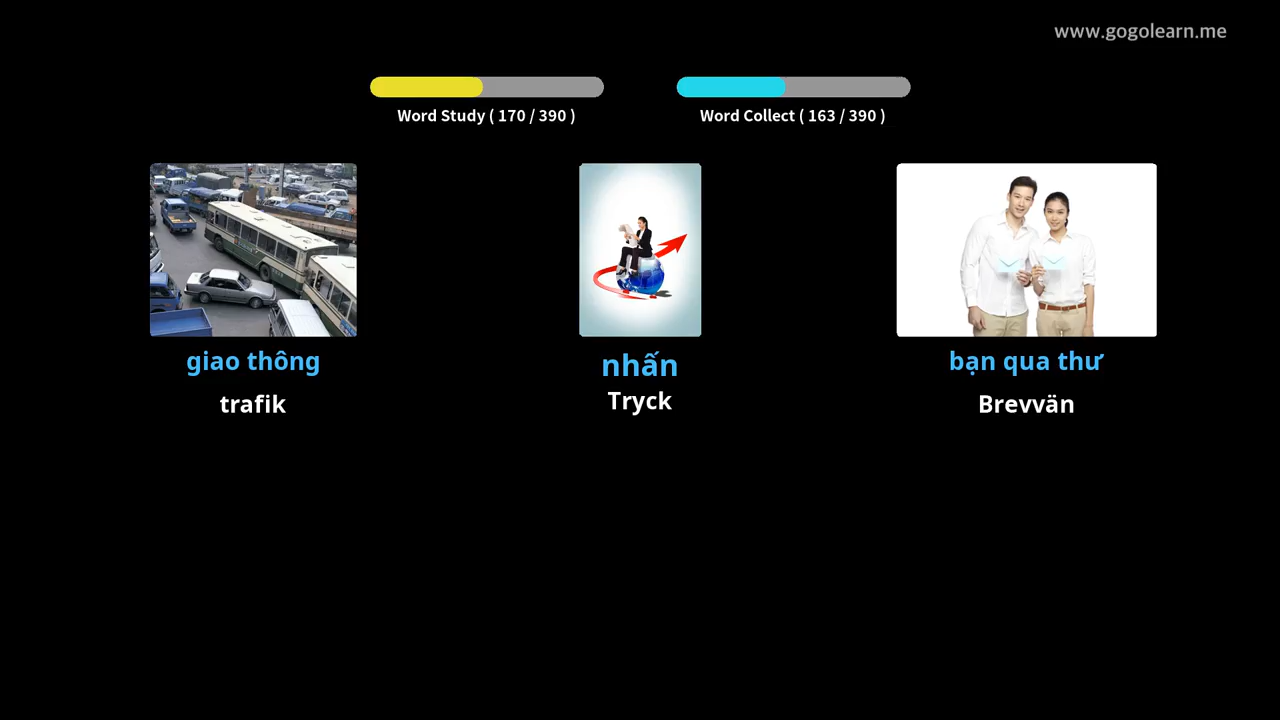 www.gogolearn.me
Word Study ( 170 / 390 )
Word Collect ( 163 / 390 )
giao thông
trafik
nhấn
Tryck
bạn qua thư
Brevvän